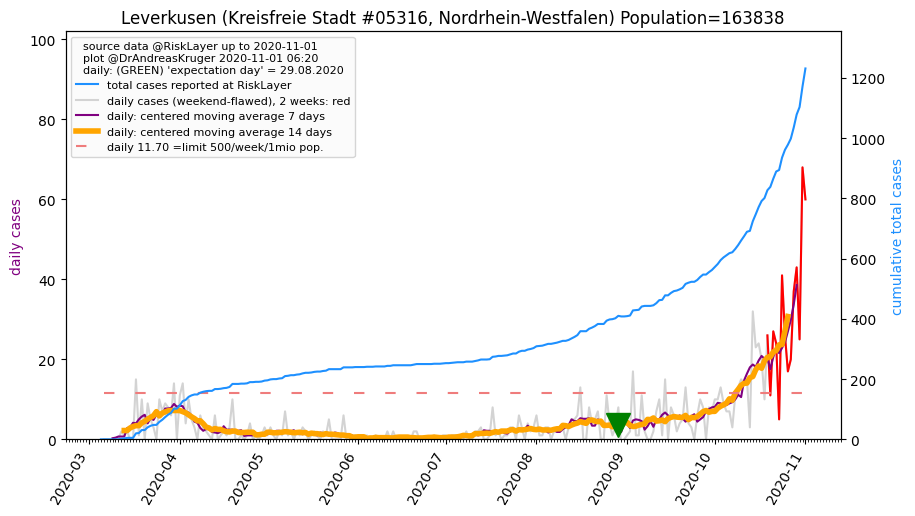 Leverkusen (Kreisfreie Stadt #05316, Nordrhein-Westfalen) Population=163838
source data @RiskLayer up to 2020-11-01
plot @DrAndreasKruger 2020-11-01 06:20
daily: (GREEN) 'expectation day' = 29.08.2020
total cases reported at RiskLayer
daily cases (weekend-flawed), 2 weeks: red
daily: centered moving average 7 days
daily: centered moving average 14 days
daily 11.70 =limit 500/week/1mio pop.
daily cases
100
80
60
40
20
0
cumulative total cases
1200
1000
800
600
400
200
0
2020-03
2020-04
2020-05
2020-06
2020-07
2020-08
2020-09
2020-10
2020-11